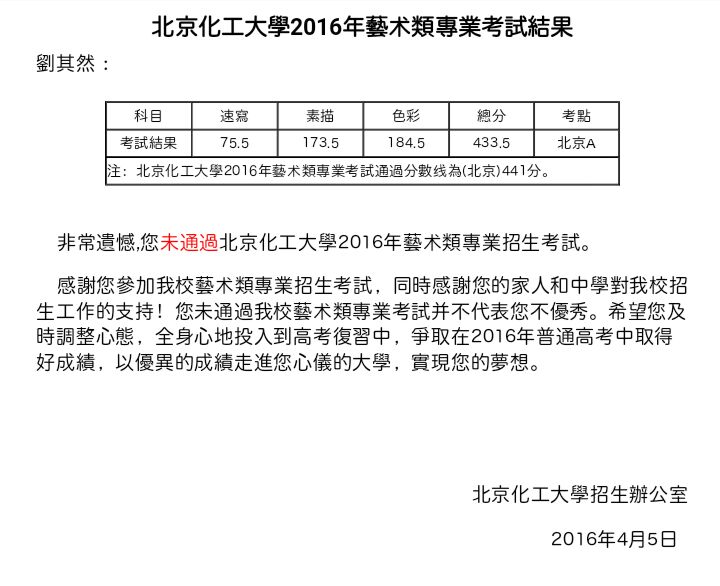 北京化工大學2016年藝术類專業考試結果
劉其然：
科目 速寫 素描 色彩 總分 考點
考試結果 75.5 173.5 184.5 433.5 北京A
注：北京化工大學2016年藝术類專業考試通過分數线為(北京)441分。
非常遺憾,您未通過北京化工大學2016年藝术類專業招生考試。
感謝您參加我校藝术類專業招生考試，同時感謝您的家人和中學對我校招
生工作的支持！您未通過我校藝术類專業考試并不代表您不優秀。希望您及
時調整心態，全身心地投入到高考復習中，爭取在2016年普通高考中取得
好成績，以優異的成績走進您心儀的大學，實現您的夢想。
北京化工大學招生辦公室
2016年4月5日